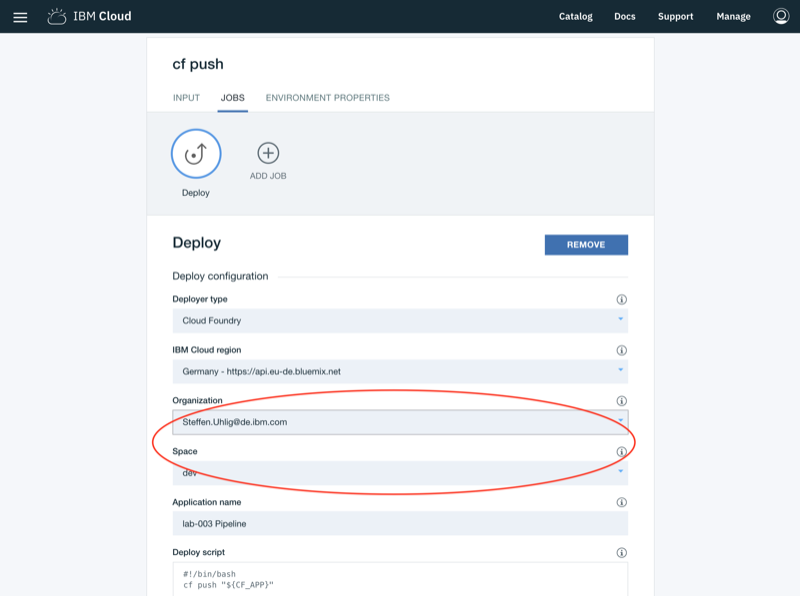 IBM Cloud
Catalog Docs Support Manage
cf push
INPUT JOBS ENVIRONMENT PROPERTIES
Deploy
ADD JOB
Deploy
REMOVE
Deploy configuration
Deployer type
Cloud Foundry
IBM Cloud region
Germany - https://api.eu-de.bluemix.net
Organization
Steffen.Uhlig@de.ibm.com
Space
dev
Application name
lab-003 Pipeline
Deploy script
#!/bin/bash
cf push "${CF_APP}"